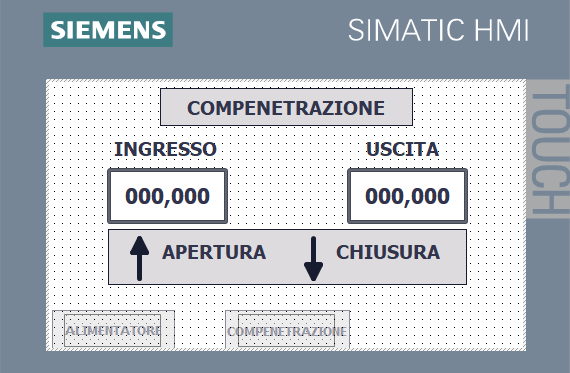 SIEMENS
SIMATIC HMI
TOUCH
COMPENETRAZIONE
INGRESSO
USCITA
000,000
000,000
APERTURA
CHIUSURA
ALIMENTATORE
COMPENETRAZIONE